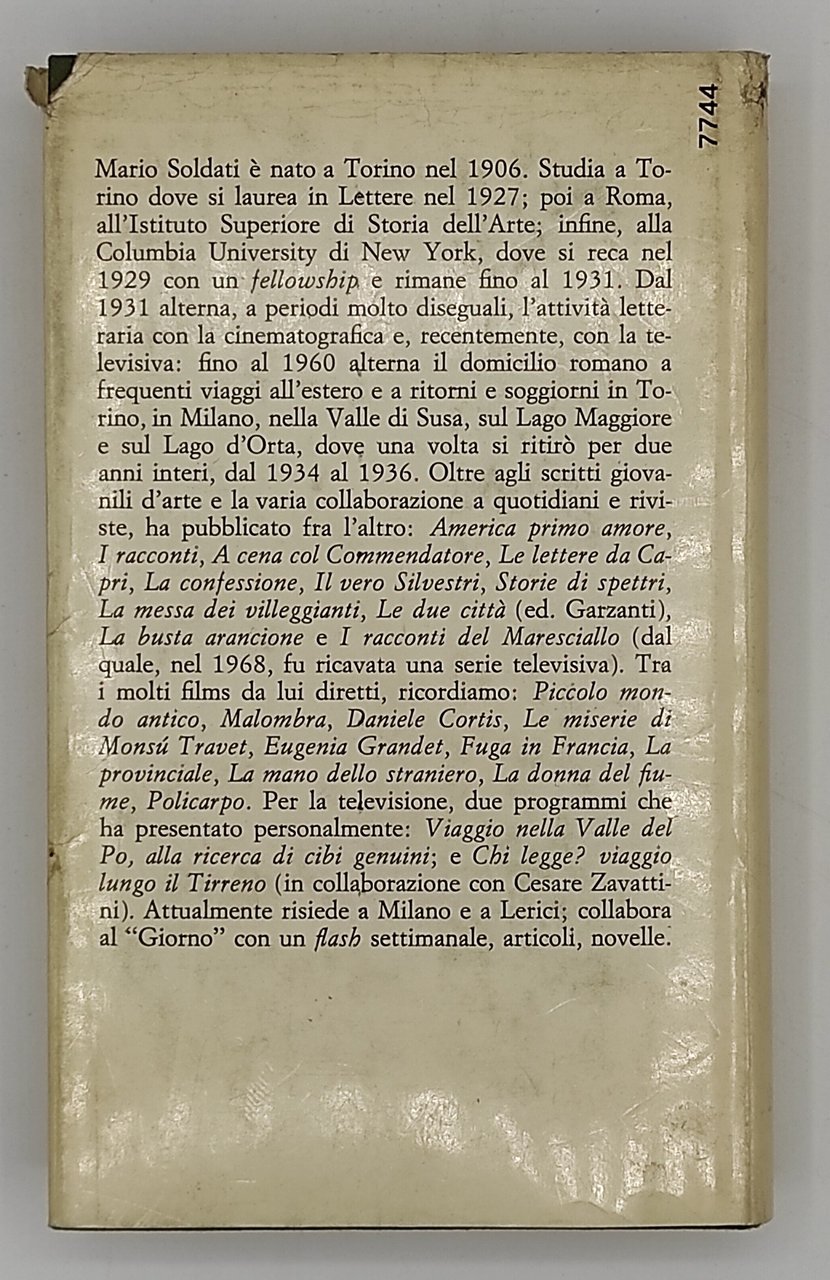 7744
Mario Soldati è nato a Torino nel 1906. Studia a To-
rino dove si laurea in Lettere nel 1927; poi a Roma,
all'Istituto Superiore di Storia dell'Arte; infine, alla
Columbia University di New York, dove si reca nel
1929 con un fellowship e rimane fino al 1931. Dal
1931 alterna, a periodi molto diseguali, l'attività lette-
raria con la cinematografica e, recentemente, con la te-
levisiva: fino al 1960 alterna il domicilio romano a
frequenti viaggi all'estero e a ritorni e soggiorni in To-
rino, in Milano, nella Valle di Susa, sul Lago Maggiore
e sul Lago d'Orta, dove una volta si ritirò per due
anni interi, dal 1934 al 1936. Oltre agli scritti giova-
nili d'arte e la varia collaborazione a quotidiani e rivi-
ste, ha pubblicato fra l'altro: America primo amore,
I racconti, A cena col Commendatore, Le lettere da Ca-
pri, La confessione, Il vero Silvestri, Storie di spettri,
La messa dei villeggianti, Le due città (ed. Garzanti),
La busta arancione e I racconti del Maresciallo (dal
quale, nel 1968, fu ricavata una serie televisiva). Tra
i molti films da lui diretti, ricordiamo: Piccolo mon-
do antico, Malombra, Daniele Cortis, Le miserie di
Monsú Travet, Eugenia Grandet, Fuga in Francia, La
provinciale, La mano dello straniero, La donna del fiu-
me, Policarpo. Per la televisione, due programmi che
ha presentato personalmente: Viaggio nella Valle del
Po, alla ricerca di cibi genuini; e Chi legge? viaggio
lungo il Tirreno (in collaborazione con Cesare Zavatti-
ni). Attualmente risiede a Milano e a Lerici; collabora
al "Giorno" con un flash settimanale, articoli, novelle.